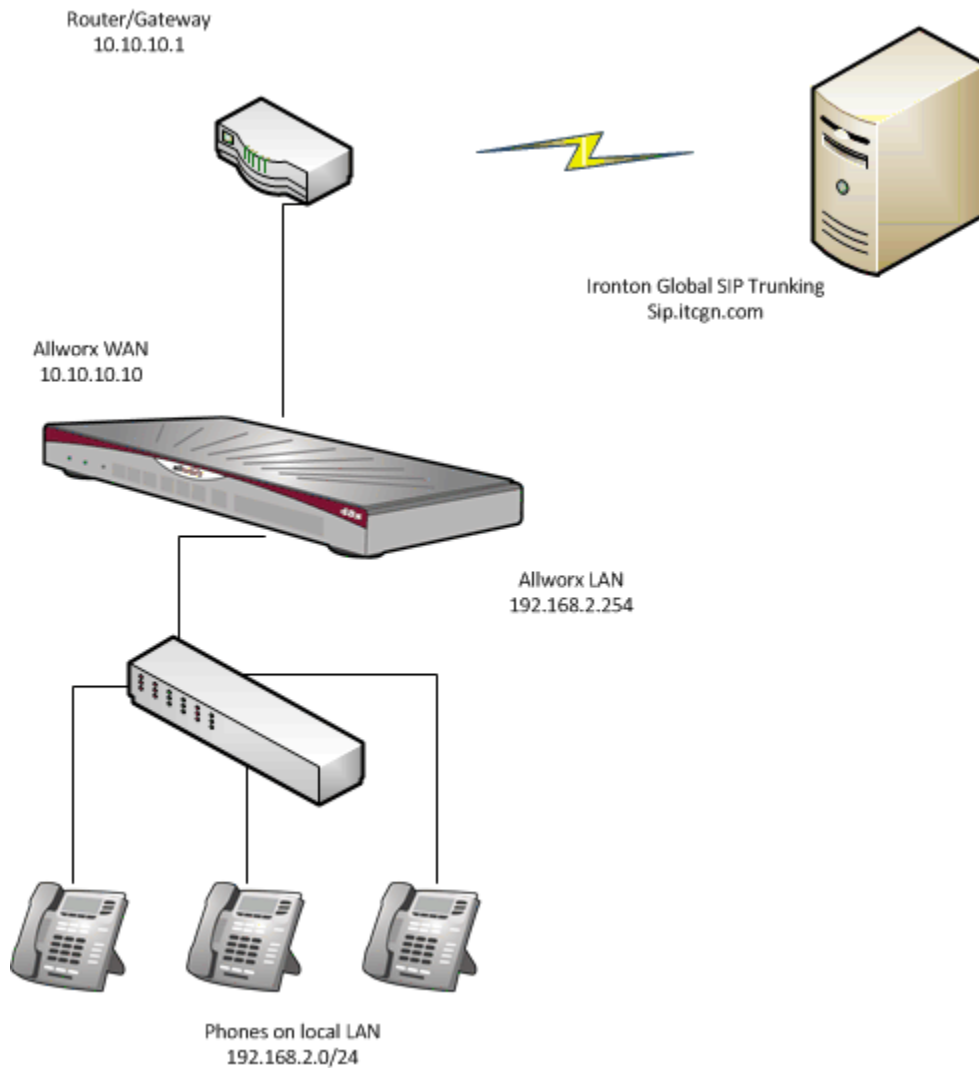 Router/Gateway
10.10.10.1
Ironton Global SIP Trunking
Sip.itcgn.com
Allworx WAN
10.10.10.10
48x
Allworx LAN
192.168.2.254
Phones on local LAN
192.168.2.0/24